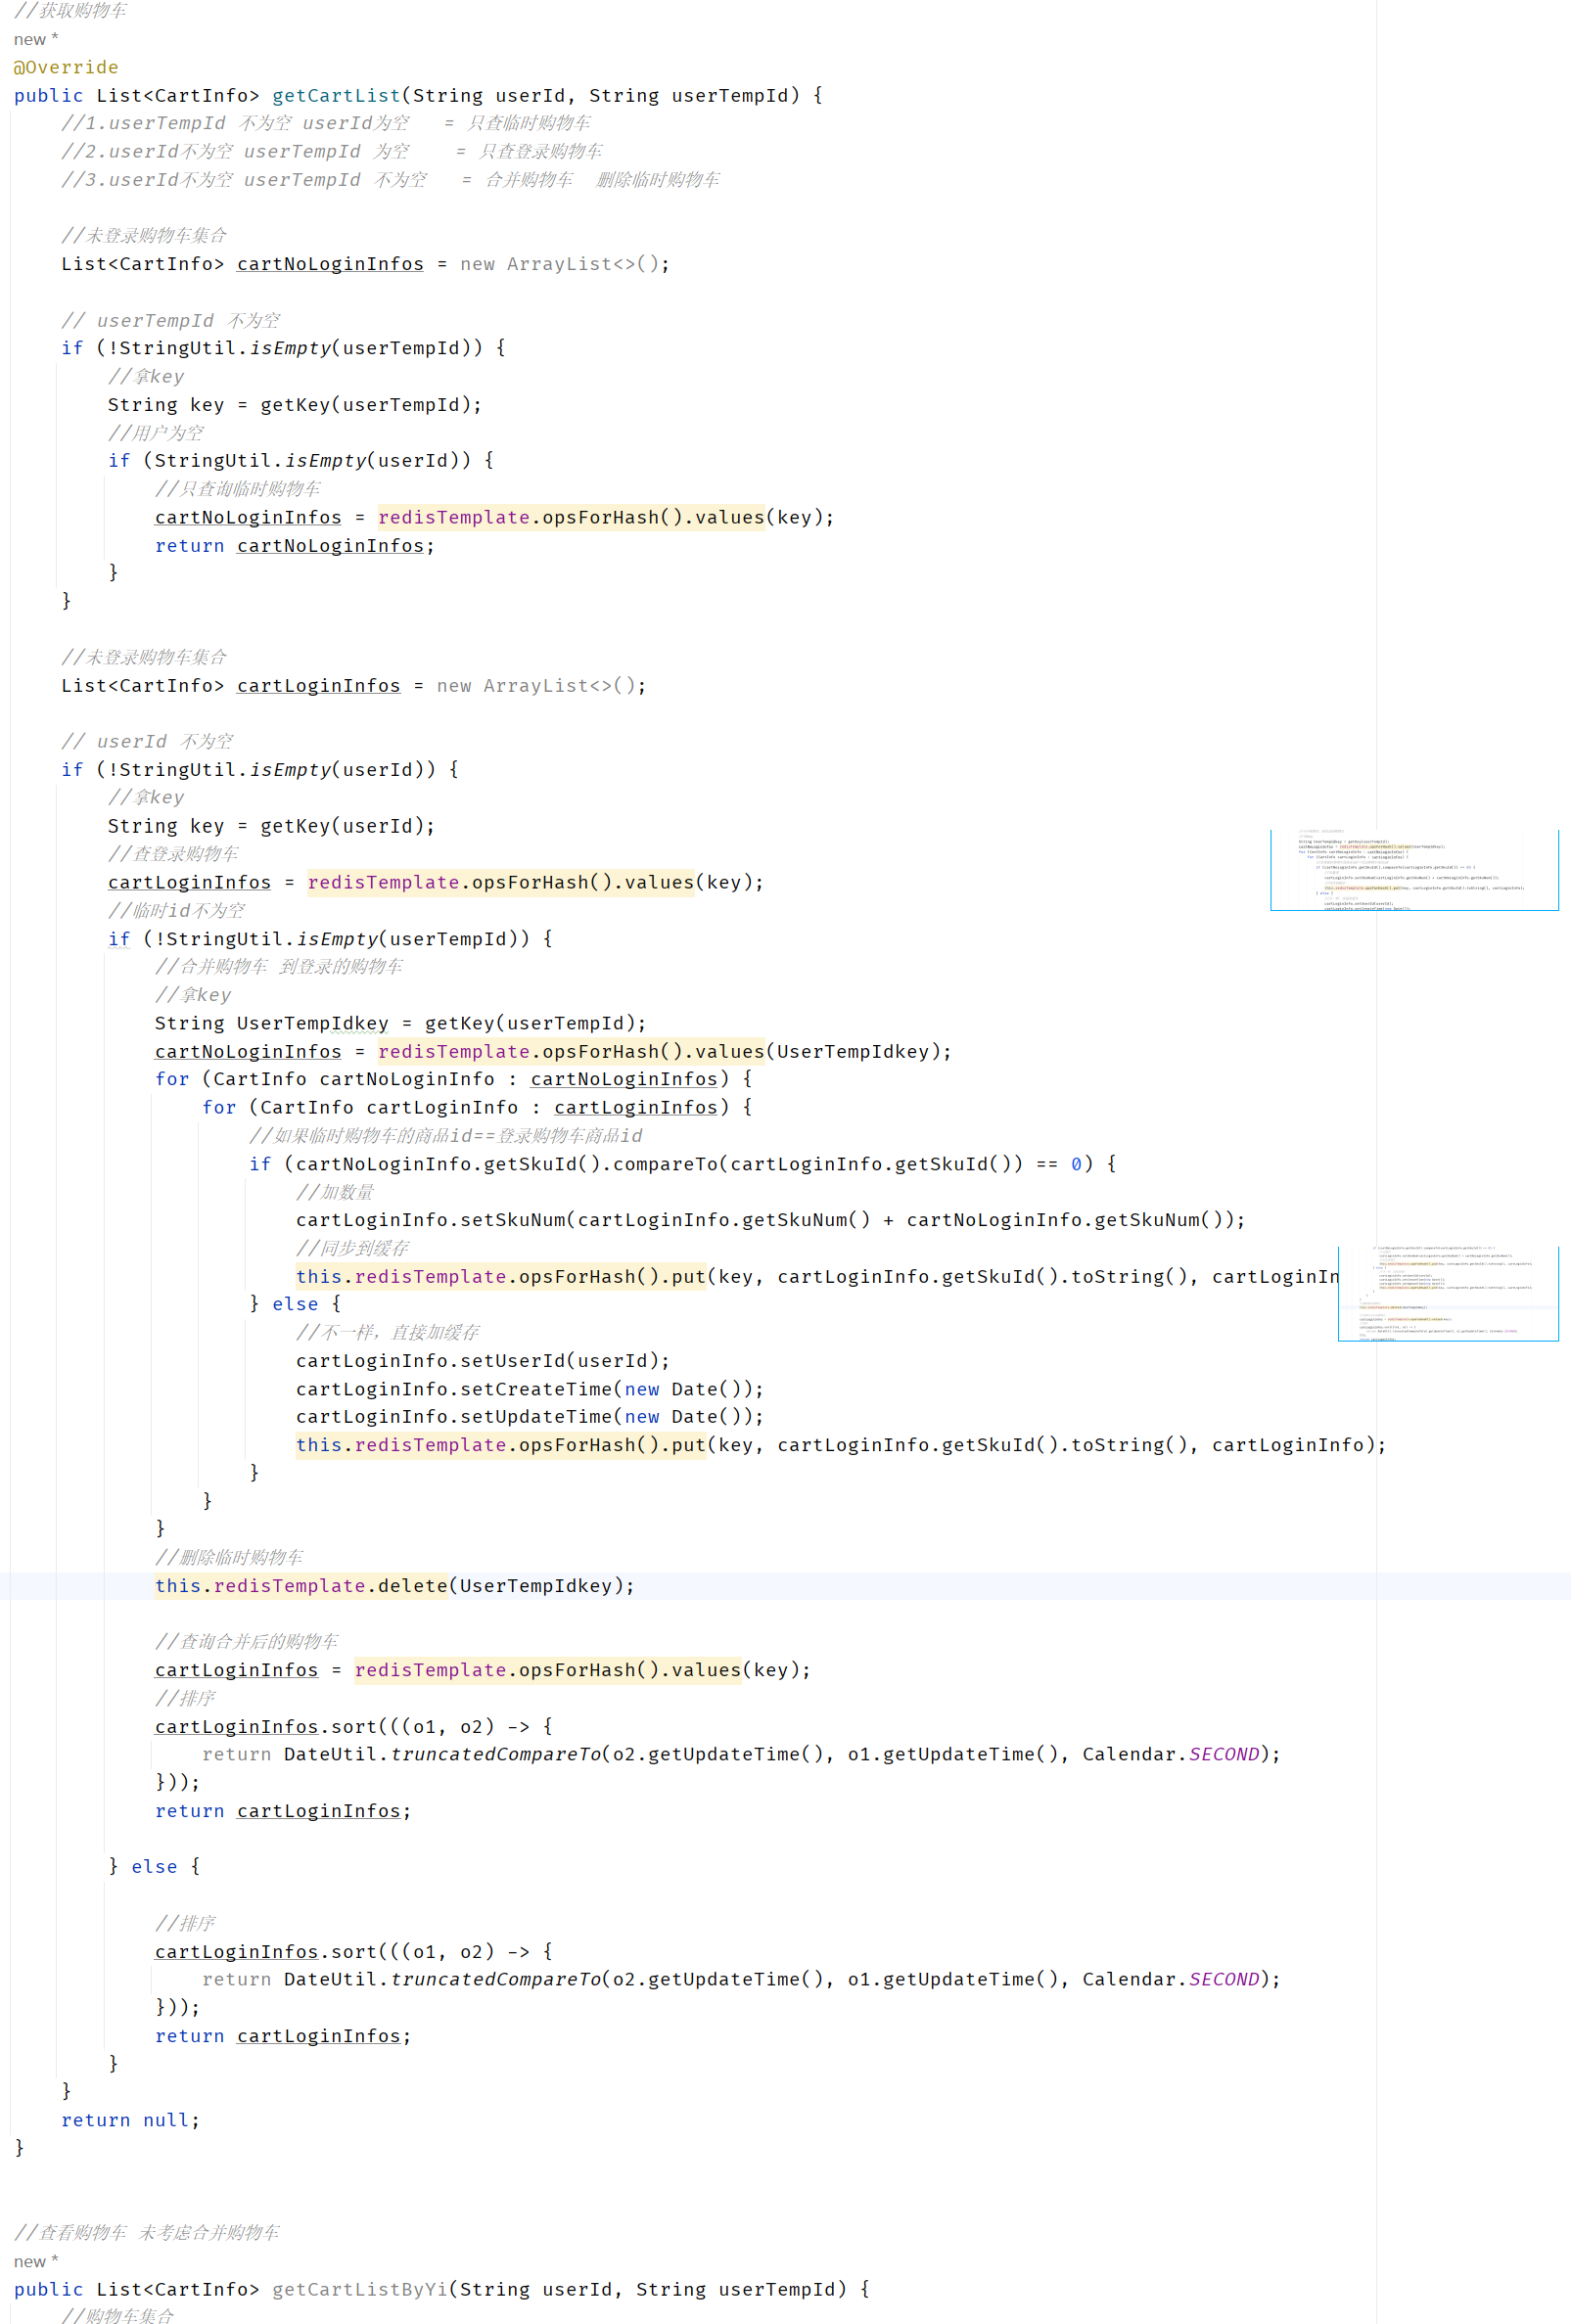 //获取购物车
new *
@Override
public List<CartInfo> getCartList(String userId, String userTempId) {
//1.userTempId 不为空 userId为空   = 只查临时购物车
//2.userId不为空 userTempId 为空    = 只查登录购物车
//3.userId不为空 userTempId 不为空   = 合并购物车  删除临时购物车
//未登录购物车集合
List<CartInfo> cartNoLoginInfos = new ArrayList<>();
// userTempId 不为空
if (!StringUtil.isEmpty(userTempId)) {
//拿key
String key = getKey(userTempId);
//用户为空
if (StringUtil.isEmpty(userId)) {
//只查询临时购物车
cartNoLoginInfos = redisTemplate.opsForHash().values(key);
return cartNoLoginInfos;
}
}
//未登录购物车集合
List<CartInfo> cartLoginInfos = new ArrayList<>();
// userId 不为空
if (!StringUtil.isEmpty(userId)) {
//拿key
String key = getKey(userId);
//查登录购物车
cartLoginInfos = redisTemplate.opsForHash().values(key);
//临时id不为空
if (!StringUtil.isEmpty(userTempId)) {
//合并购物车 到登录的购物车
//拿key
String UserTempIdkey = getKey(userTempId);
cartNoLoginInfos = redisTemplate.opsForHash().values(UserTempIdkey);
for (CartInfo cartNoLoginInfo : cartNoLoginInfos) {
for (CartInfo cartLoginInfo : cartLoginInfos) {
//如果临时购物车的商品id==登录购物车商品id
if (cartNoLoginInfo.getSkuId().compareTo(cartLoginInfo.getSkuId()) == 0) {
//加数量
cartLoginInfo.setSkuNum(cartLoginInfo.getSkuNum() + cartNoLoginInfo.getSkuNum());
//同步到缓存
this.redisTemplate.opsForHash().put(key, cartLoginInfo.getSkuId().toString(), cartLoginIn
} else {
//不一样，直接加缓存
cartLoginInfo.setUserId(userId);
cartLoginInfo.setCreateTime(new Date());
cartLoginInfo.setUpdateTime(new Date());
this.redisTemplate.opsForHash().put(key, cartLoginInfo.getSkuId().toString(), cartLoginInfo);
}
}
}
//删除临时购物车
this.redisTemplate.delete(UserTempIdkey);
//查询合并后的购物车
cartLoginInfos = redisTemplate.opsForHash().values(key);
//排序
cartLoginInfos.sort(((o1, o2) -> {
return DateUtil.truncatedCompareTo(o2.getUpdateTime(), o1.getUpdateTime(), Calendar.SECOND);
}));
return cartLoginInfos;
} else {
//排序
cartLoginInfos.sort(((o1, o2) -> {
return DateUtil.truncatedCompareTo(o2.getUpdateTime(), o1.getUpdateTime(), Calendar.SECOND);
}));
return cartLoginInfos;
}
}
return null;
}
//查看购物车 未考虑合并购物车
new *
public List<CartInfo> getCartListByYi(String userId, String userTempId) {
//购物车集合